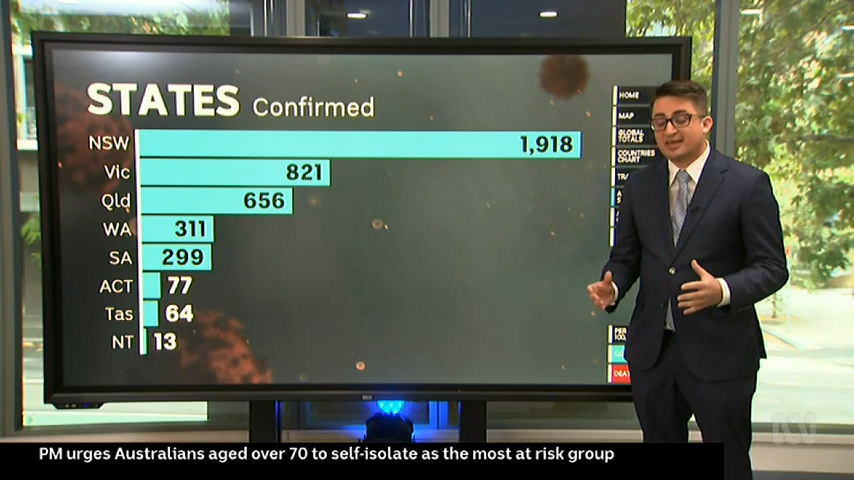 STATES Confirmed
NSW 1,918
Vic 821
Qld 656
WA 311
SA 299
ACT 77
Tas 64
NT 13
HOME
MAP
GLOBAL
TOTALS
COUNTRIES
CHART
PM urges Australians aged over 70 to self-isolate as the most at risk group